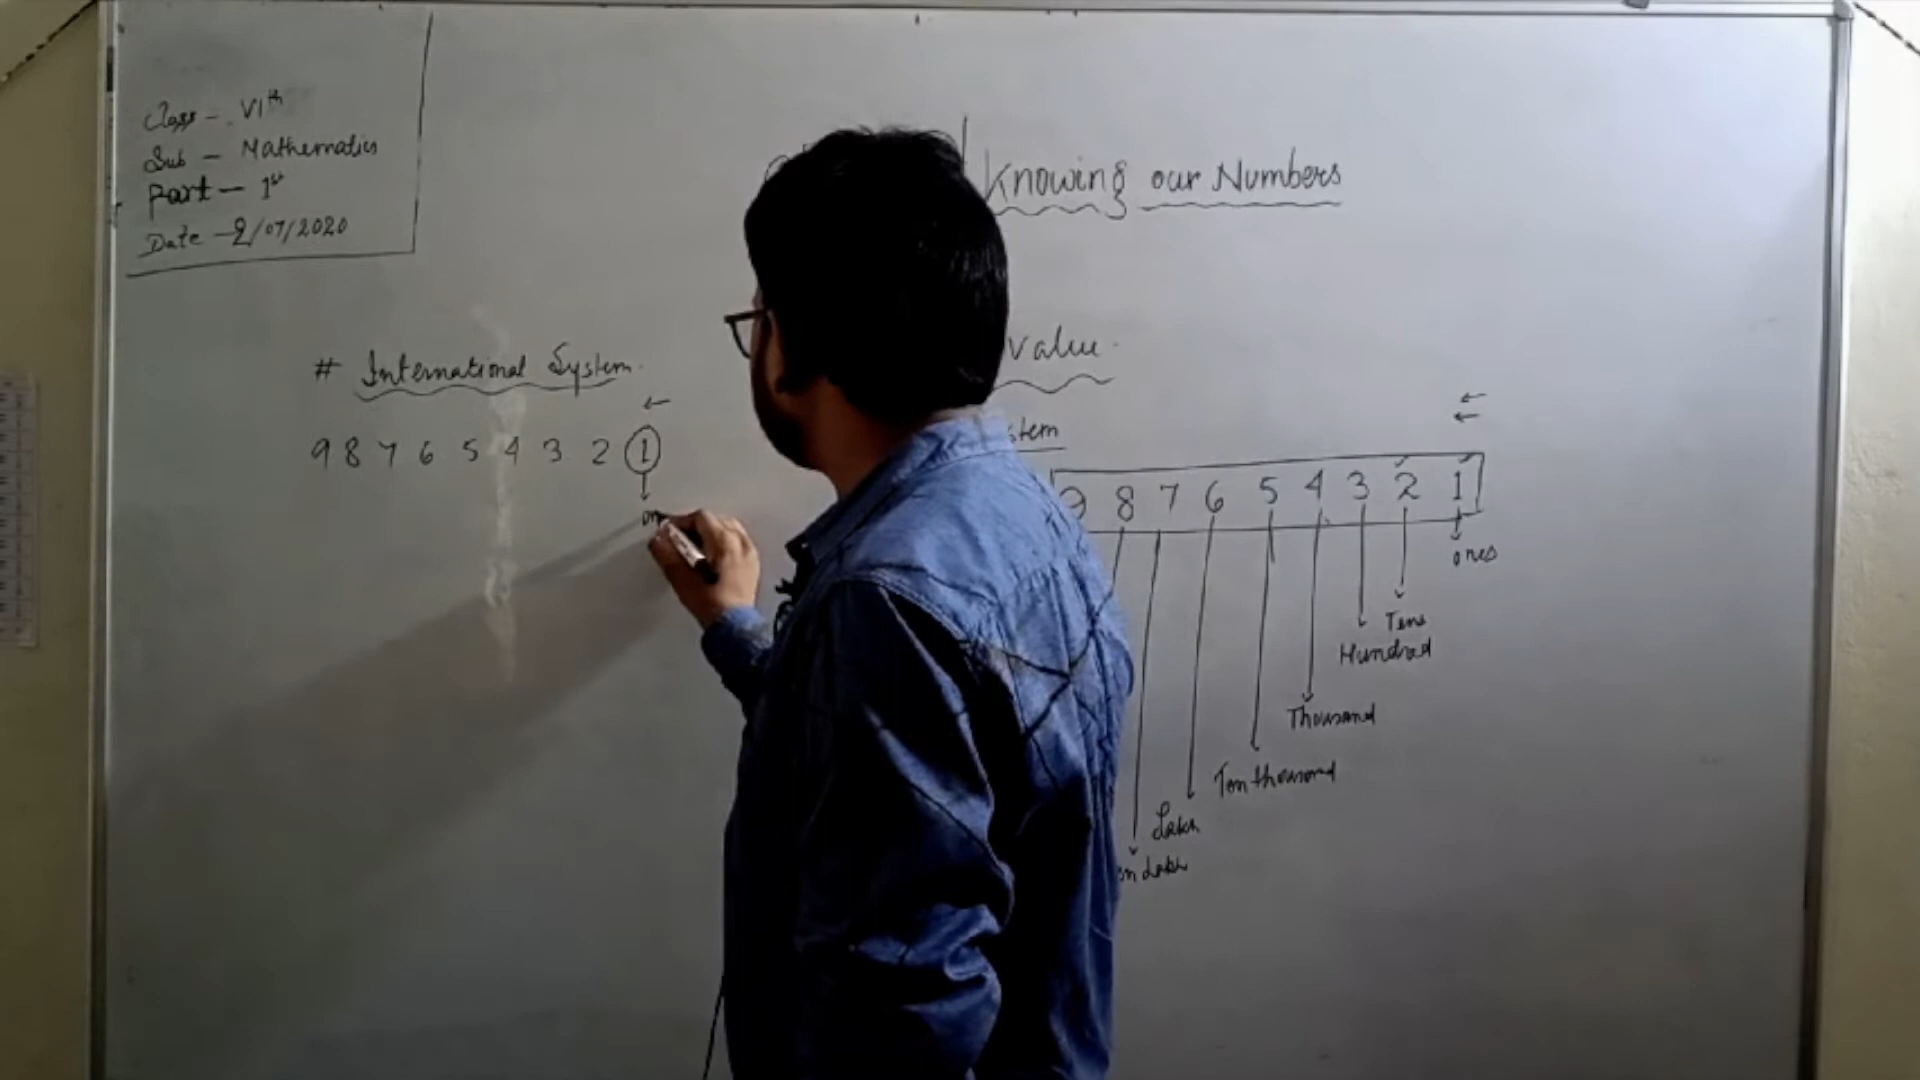 Class - VIth
Sub - Mathematics
Part - 1st
Date - 2/07/2020
Knowing our Numbers
Value
# International System
9 8 7 6 5 4 3 2 1
on
stem
9 8 7 6 5 4 3 2 1
ones
Tens
Hundred
Thousand
Ten thousand
Lakh
en Lakh